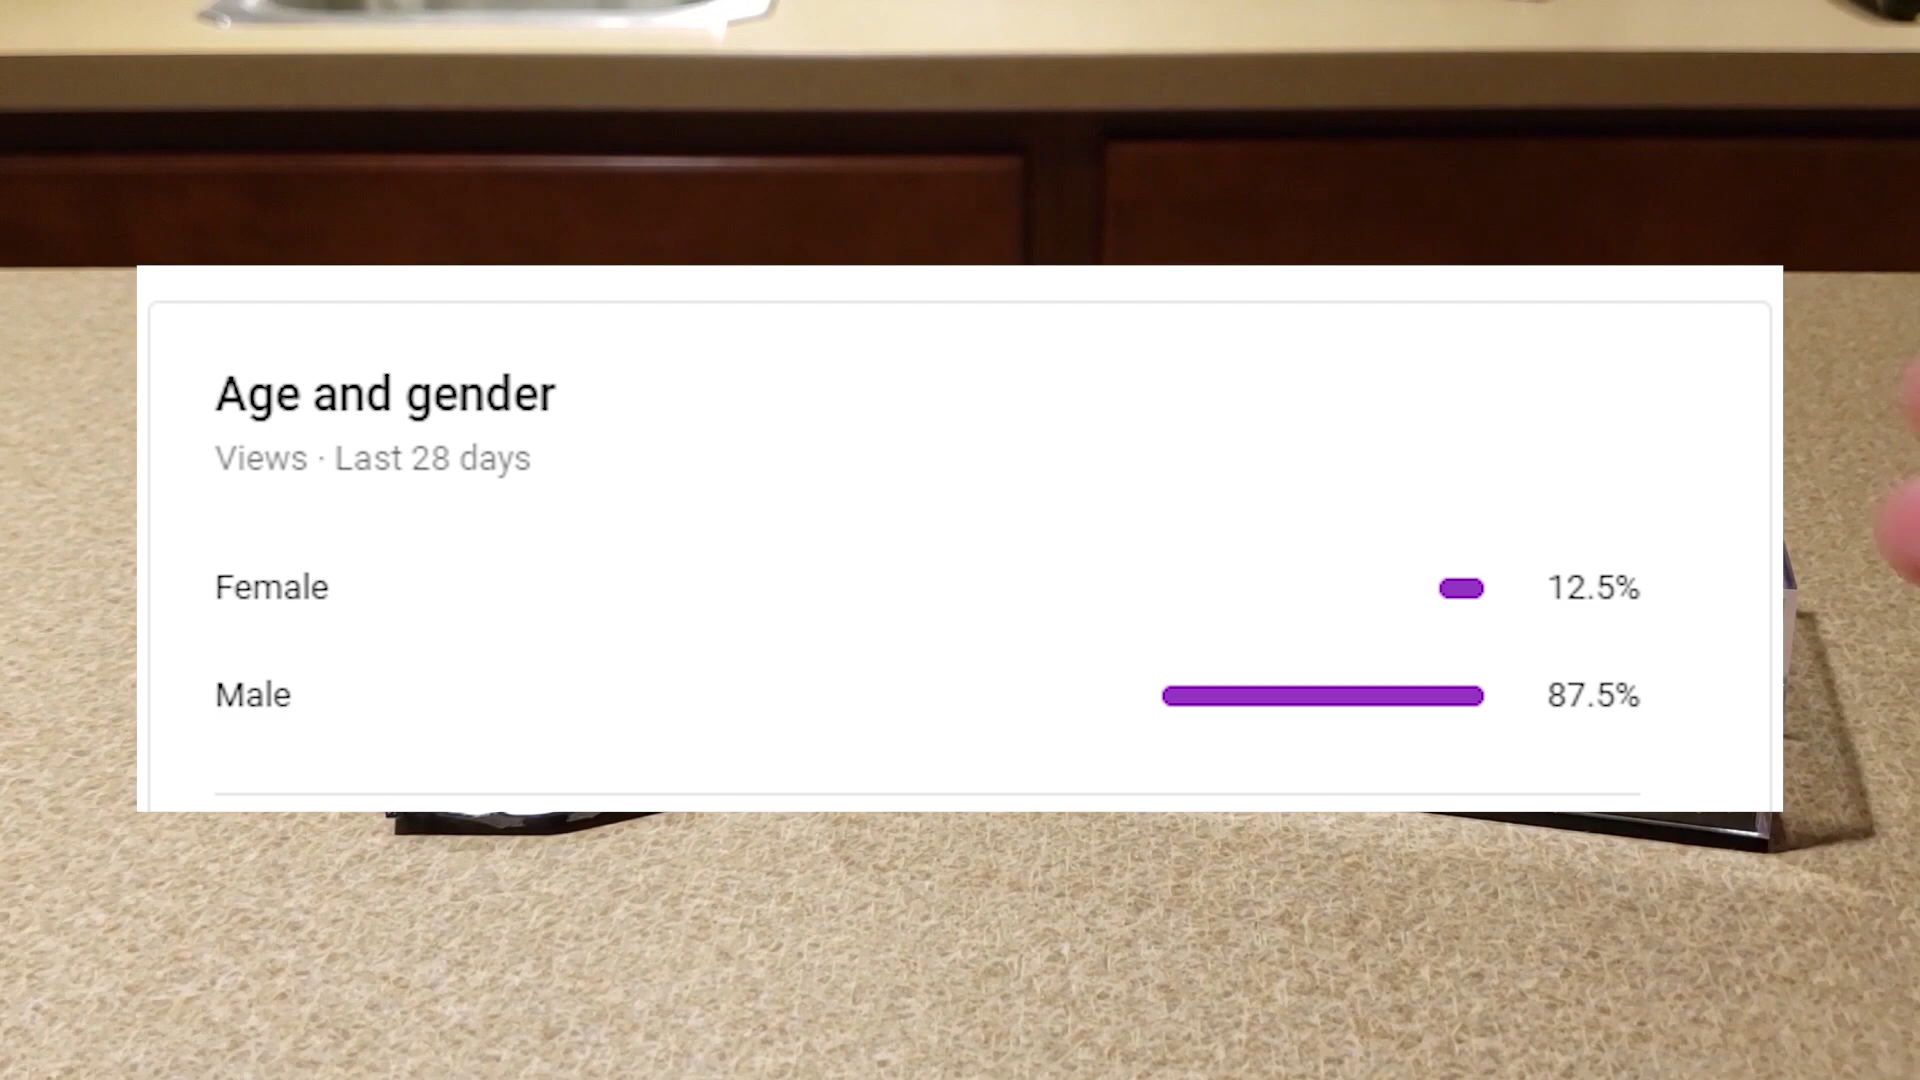 Age and gender
Views · Last 28 days
Female 12.5%
Male 87.5%